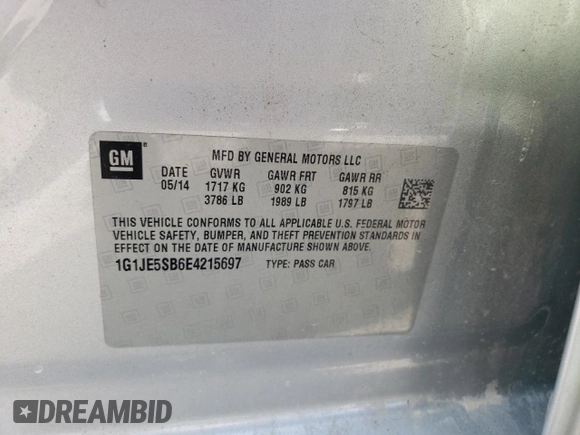 GM
MFD BY GENERAL MOTORS LLC
DATE GVWR GAWR FRT GAWR RR
05/14 1717 KG 902 KG 815 KG
3786 LB 1989 LB 1797 LB
THIS VEHICLE CONFORMS TO ALL APPLICABLE U.S. FEDERAL MOTOR
VEHICLE SAFETY, BUMPER, AND THEFT PREVENTION STANDARDS IN
EFFECT ON THE DATE OF MANUFACTURE SHOWN ABOVE.
1G1JE5SB6E4215697 TYPE: PASS CAR
DREAMBID